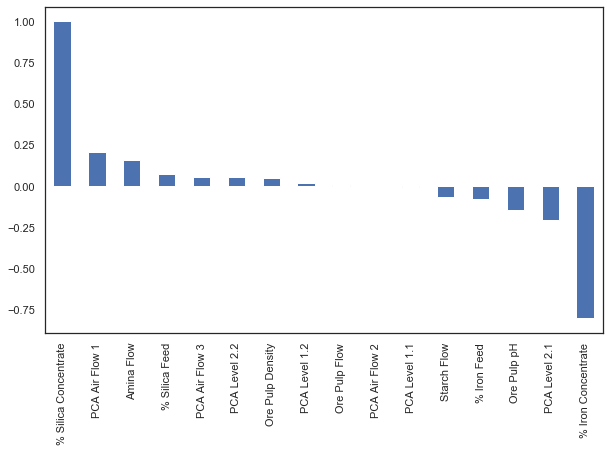 1.00
0.75
0.50
0.25
0.00
−0.25
−0.50
−0.75
% Silica Concentrate
PCA Air Flow 1
Amina Flow
% Silica Feed
PCA Air Flow 3
PCA Level 2.2
Ore Pulp Density
PCA Level 1.2
Ore Pulp Flow
PCA Air Flow 2
PCA Level 1.1
Starch Flow
% Iron Feed
Ore Pulp pH
PCA Level 2.1
% Iron Concentrate